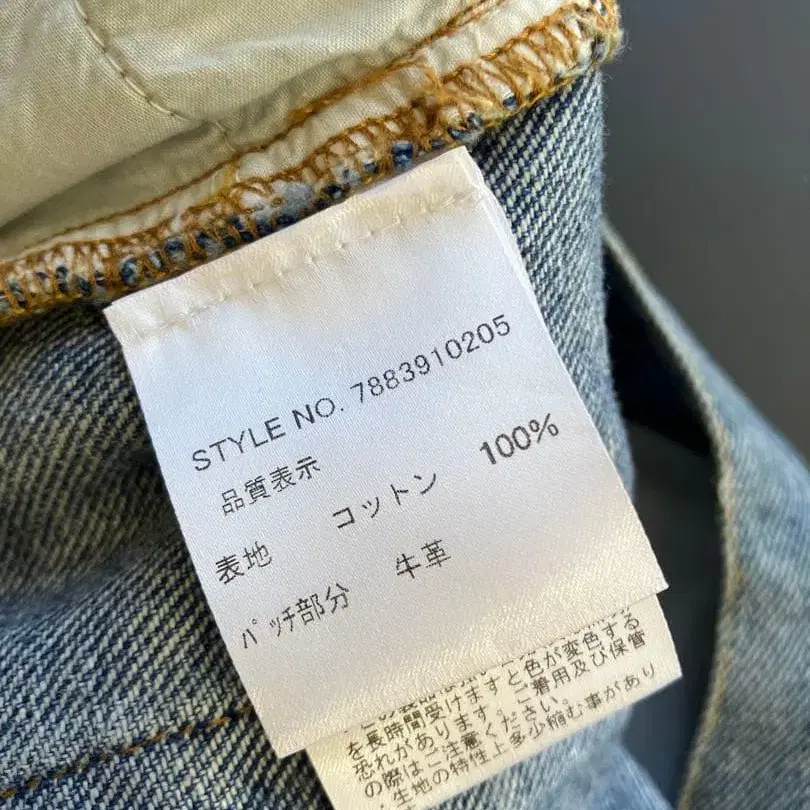 STYLE NO. 7883910205
品質表示
表地 コットン 100%
パッチ部分 牛革
を長時間受けますと色が変色する
恐れがあります。ご着用及び保管
の際はご注意ください。
・生地の特性上多少縮む事があり